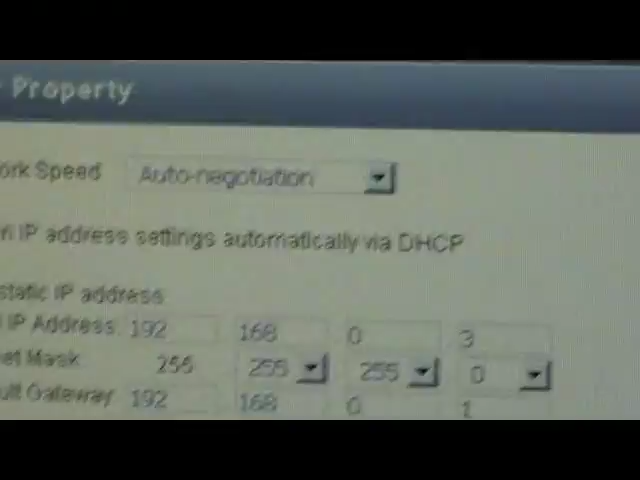 Property
ork Speed Auto-negotiation
n IP address settings automatically via DHCP
static IP address
IP Address 192 168 0 3
et Mask 255 255 255 0
ult Gateway 192 168 0 1